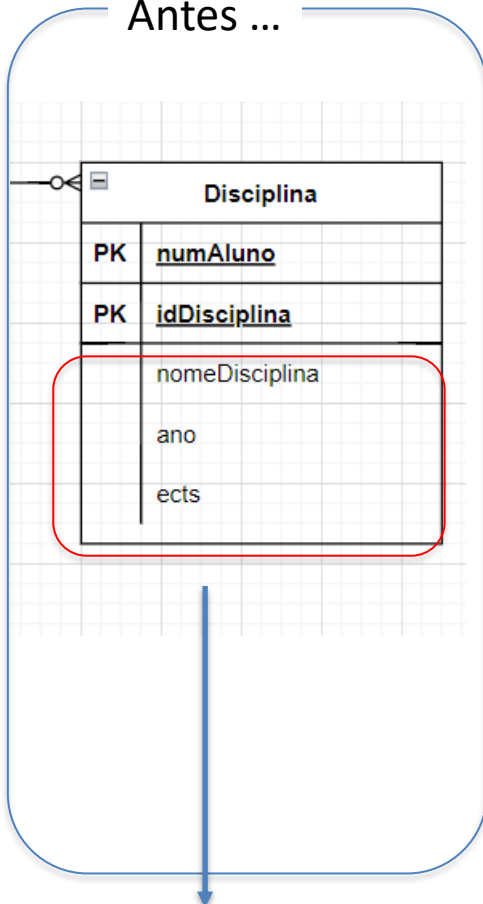 Antes ...
Disciplina
PK numAluno
PK idDisciplina
nomeDisciplina
ano
ects